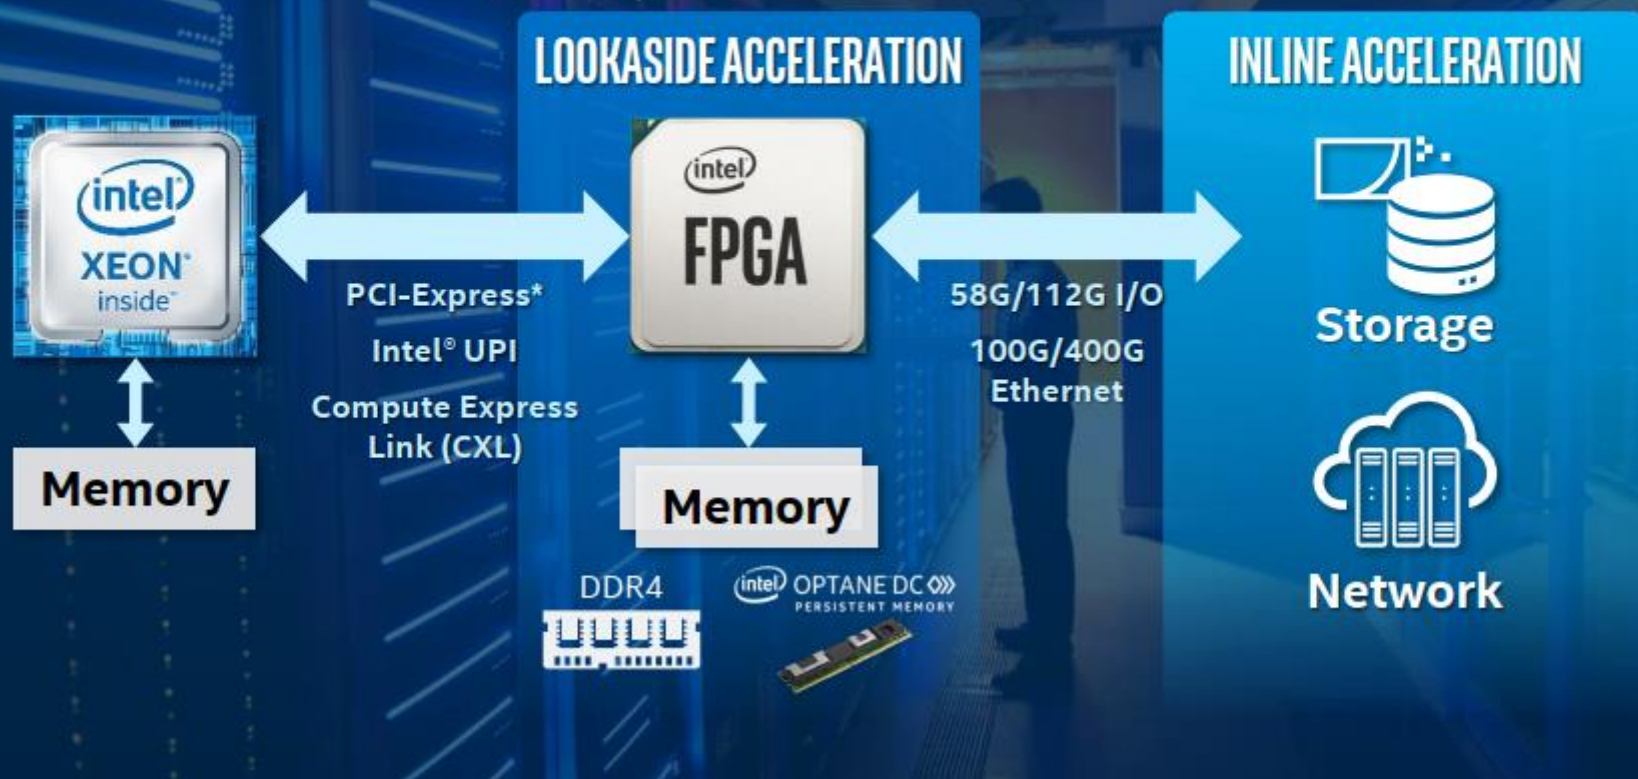 LOOKASIDE ACCELERATION
INLINE ACCELERATION
intel®
XEON®
inside™
Memory
PCI-Express*
Intel® UPI
Compute Express
Link (CXL)
intel
FPGA
Memory
DDR4
intel OPTANE DC
PERSISTENT MEMORY
58G/112G I/O
100G/400G
Ethernet
Storage
Network